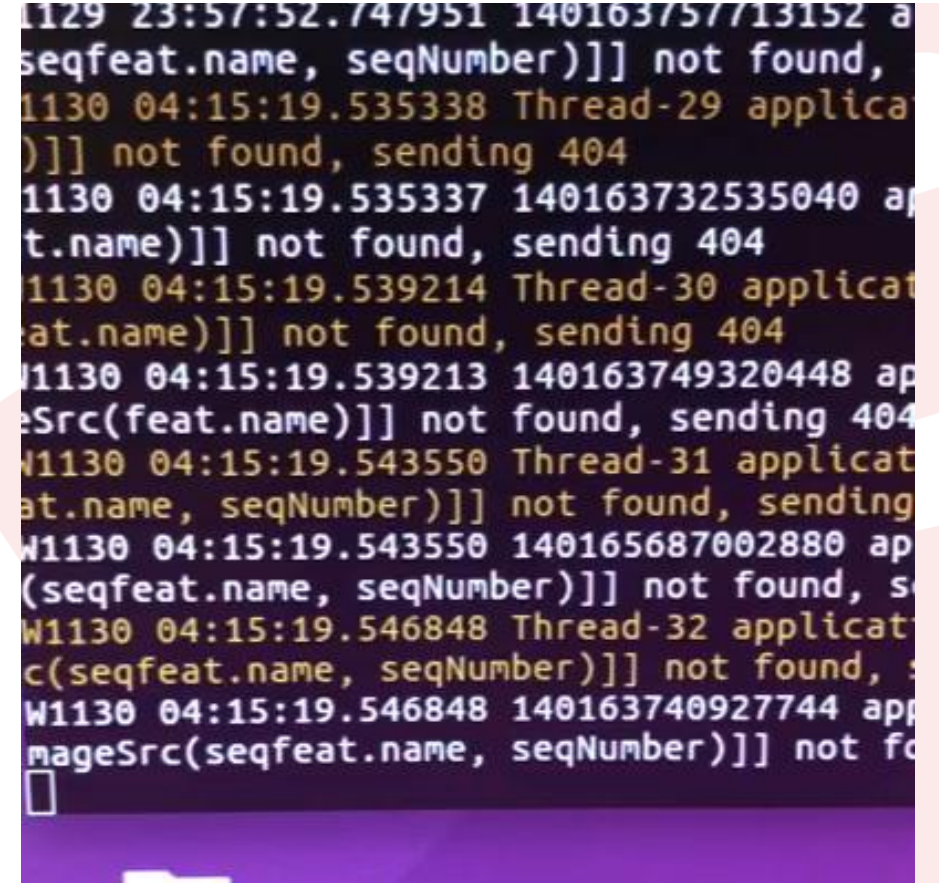 1129 23:57:52.747951 140163757713152 a
seqfeat.name, seqNumber)]] not found,
1130 04:15:19.535338 Thread-29 applica
)]] not found, sending 404
1130 04:15:19.535337 140163732535040 ap
t.name)]] not found, sending 404
1130 04:15:19.539214 Thread-30 applicat
eat.name)]] not found, sending 404
W1130 04:15:19.539213 140163749320448 ap
eSrc(feat.name)]] not found, sending 404
W1130 04:15:19.543550 Thread-31 applicat
at.name, seqNumber)]] not found, sending
W1130 04:15:19.543550 140165687002880 ap
(seqfeat.name, seqNumber)]] not found, s
W1130 04:15:19.546848 Thread-32 applicat
c(seqfeat.name, seqNumber)]] not found,
W1130 04:15:19.546848 140163740927744 app
mageSrc(seqfeat.name, seqNumber)]] not fo